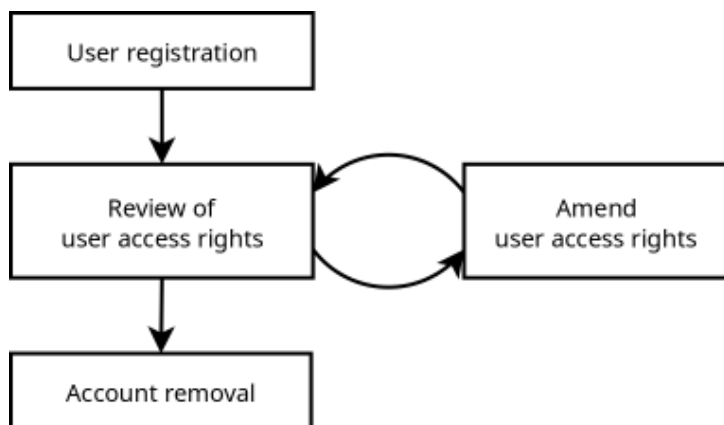 User registration
Review of
user access rights
Amend
user access rights
Account removal